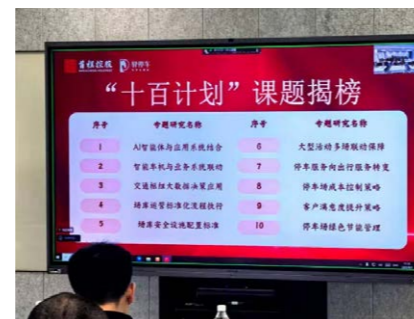 首程控股 好停车
“十百计划”课题揭榜
序号 专题研究名称 序号 专题研究名称
1 AI智能体与应用系统结合 6 大型活动多场联动保障
2 智能车机与业务系统联动 7 停车服务向出行服务转变
3 交通枢纽大数据决策应用 8 停车场成本控制策略
4 场库运营标准化流程执行 9 客户满意度提升策略
5 场库安全设施配置标准 10 停车场绿色节能管理